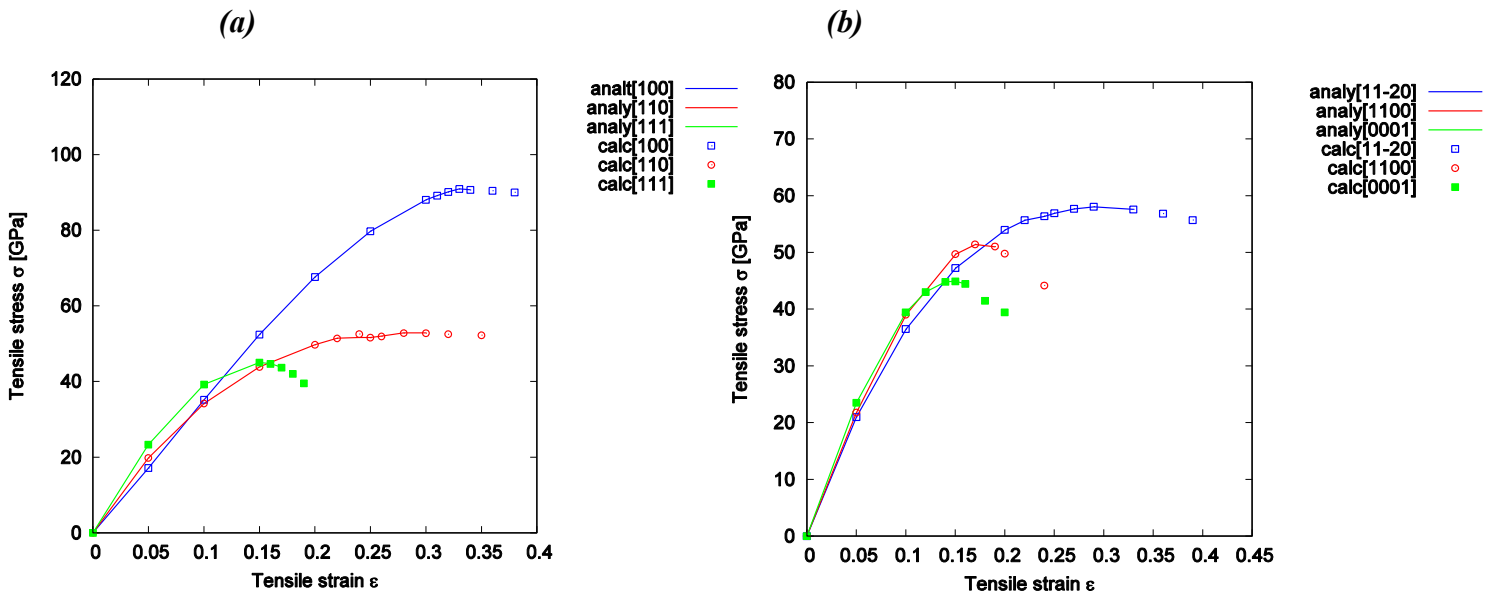 (a)
Tensile stress σ [GPa]
120
100
80
60
40
20
0
0
0.05
0.1
0.15
0.2
0.25
0.3
0.35
0.4
Tensile strain ε
analt[100]
analy[110]
analy[111]
calc[100]
calc[110]
calc[111]
(b)
Tensile stress σ [GPa]
80
70
60
50
40
30
20
10
0
0
0.05
0.1
0.15
0.2
0.25
0.3
0.35
0.4
0.45
Tensile strain ε
analy[11-20]
analy[1100]
analy[0001]
calc[11-20]
calc[1100]
calc[0001]